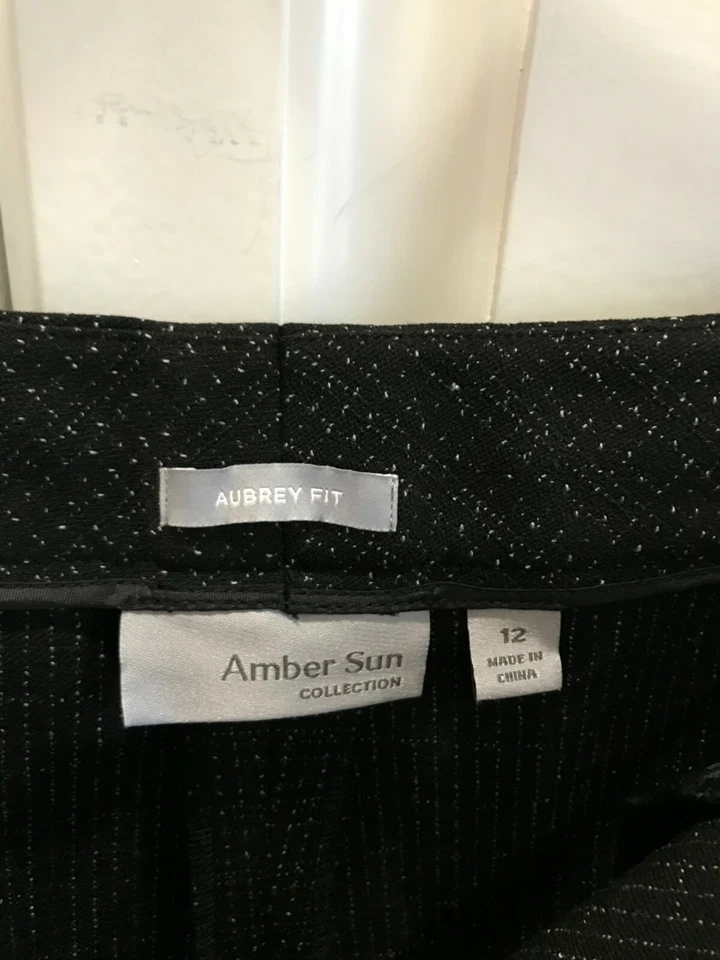 AUBREY FIT
Amber Sun
COLLECTION
12
MADE IN
CHINA